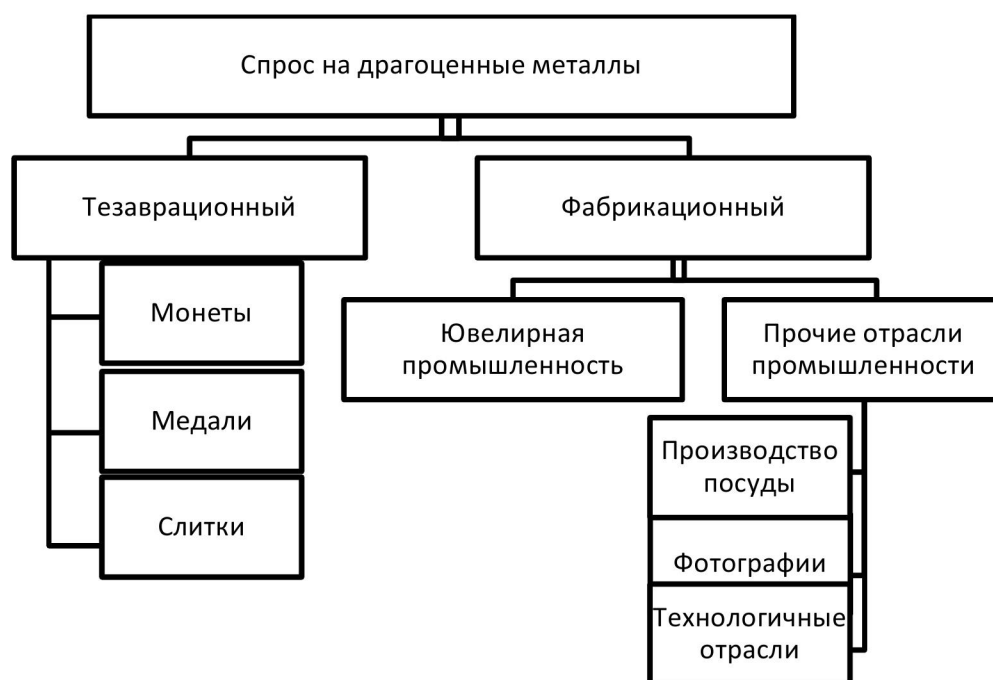 Спрос на драгоценные металлы
Тезаврационный
Фабрикационный
Монеты
Медали
Слитки
Ювелирная
промышленность
Прочие отрасли
промышленности
Производство
посуды
Фотографии
Технологичные
отрасли